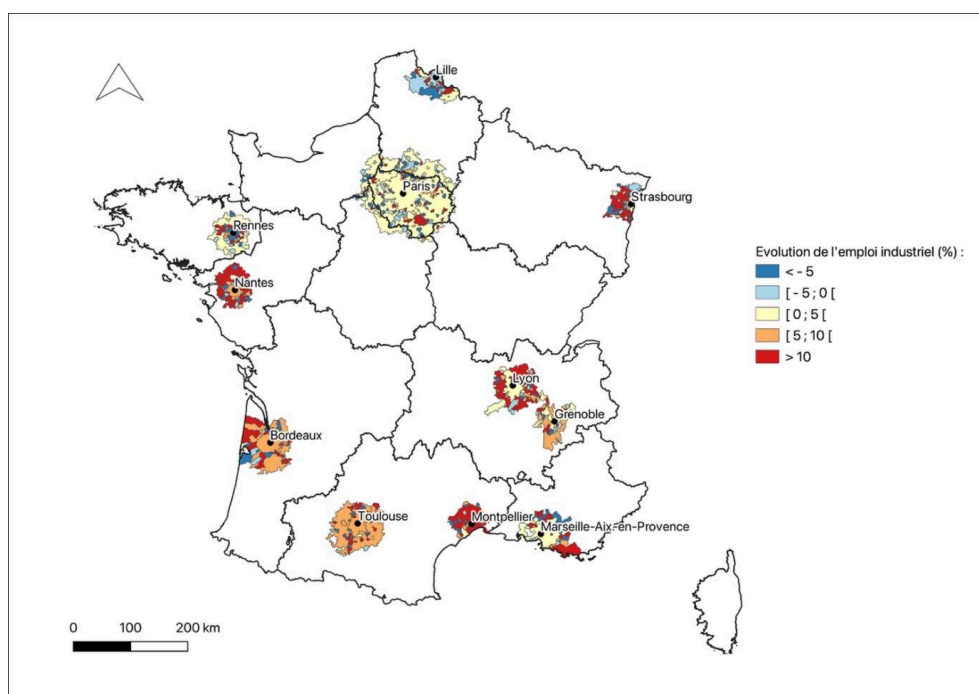 Lille
Paris
Strasbourg
Rennes
Nantes
Evolution de l'emploi industriel (%) :
< - 5
[ - 5 ; 0 [
[ 0 ; 5 [
[ 5 ; 10 [
> 10
Lyon
Grenoble
Bordeaux
Toulouse
Montpellier
Marseille-Aix-en-Provence
0 100 200 km